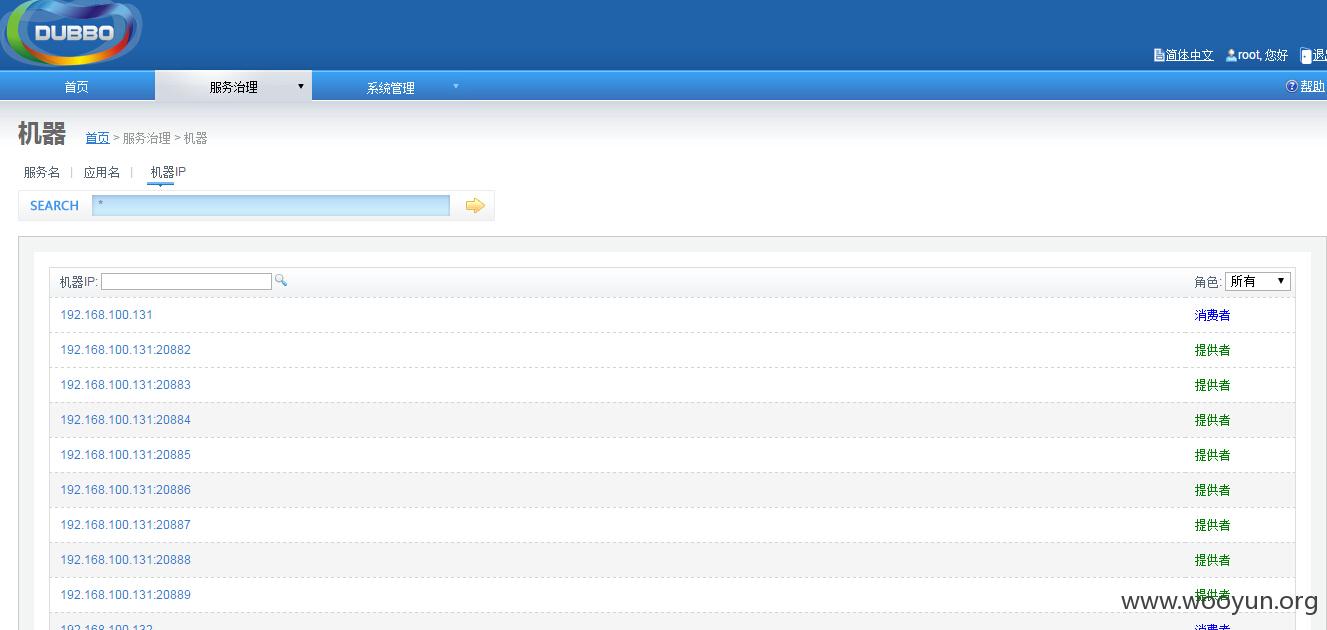 DUBBO
简体中文 root, 您好
首页 服务治理 系统管理 帮助
机器 首页 > 服务治理 > 机器
服务名 | 应用名 | 机器IP
SEARCH *
机器IP: 角色: 所有
192.168.100.131 消费者
192.168.100.131:20882 提供者
192.168.100.131:20883 提供者
192.168.100.131:20884 提供者
192.168.100.131:20885 提供者
192.168.100.131:20886 提供者
192.168.100.131:20887 提供者
192.168.100.131:20888 提供者
192.168.100.131:20889 提供者
www.wooyun.org
192.168.100.132 消费者